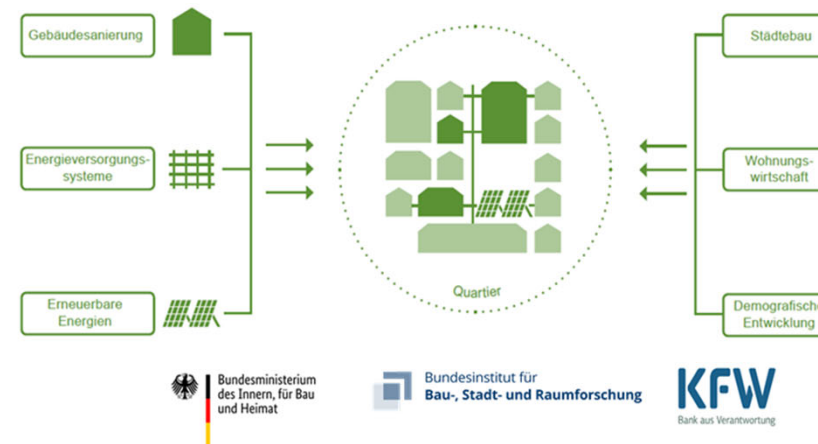 Gebäudesanierung
Städtebau
Energieversorgungs-
systeme
Wohnungs-
wirtschaft
Erneuerbare
Energien
Quartier
Demografische
Entwicklung
Bundesministerium
des Innern, für Bau
und Heimat
Bundesinstitut für
Bau-, Stadt- und Raumforschung
KFW
Bank aus Verantwortung